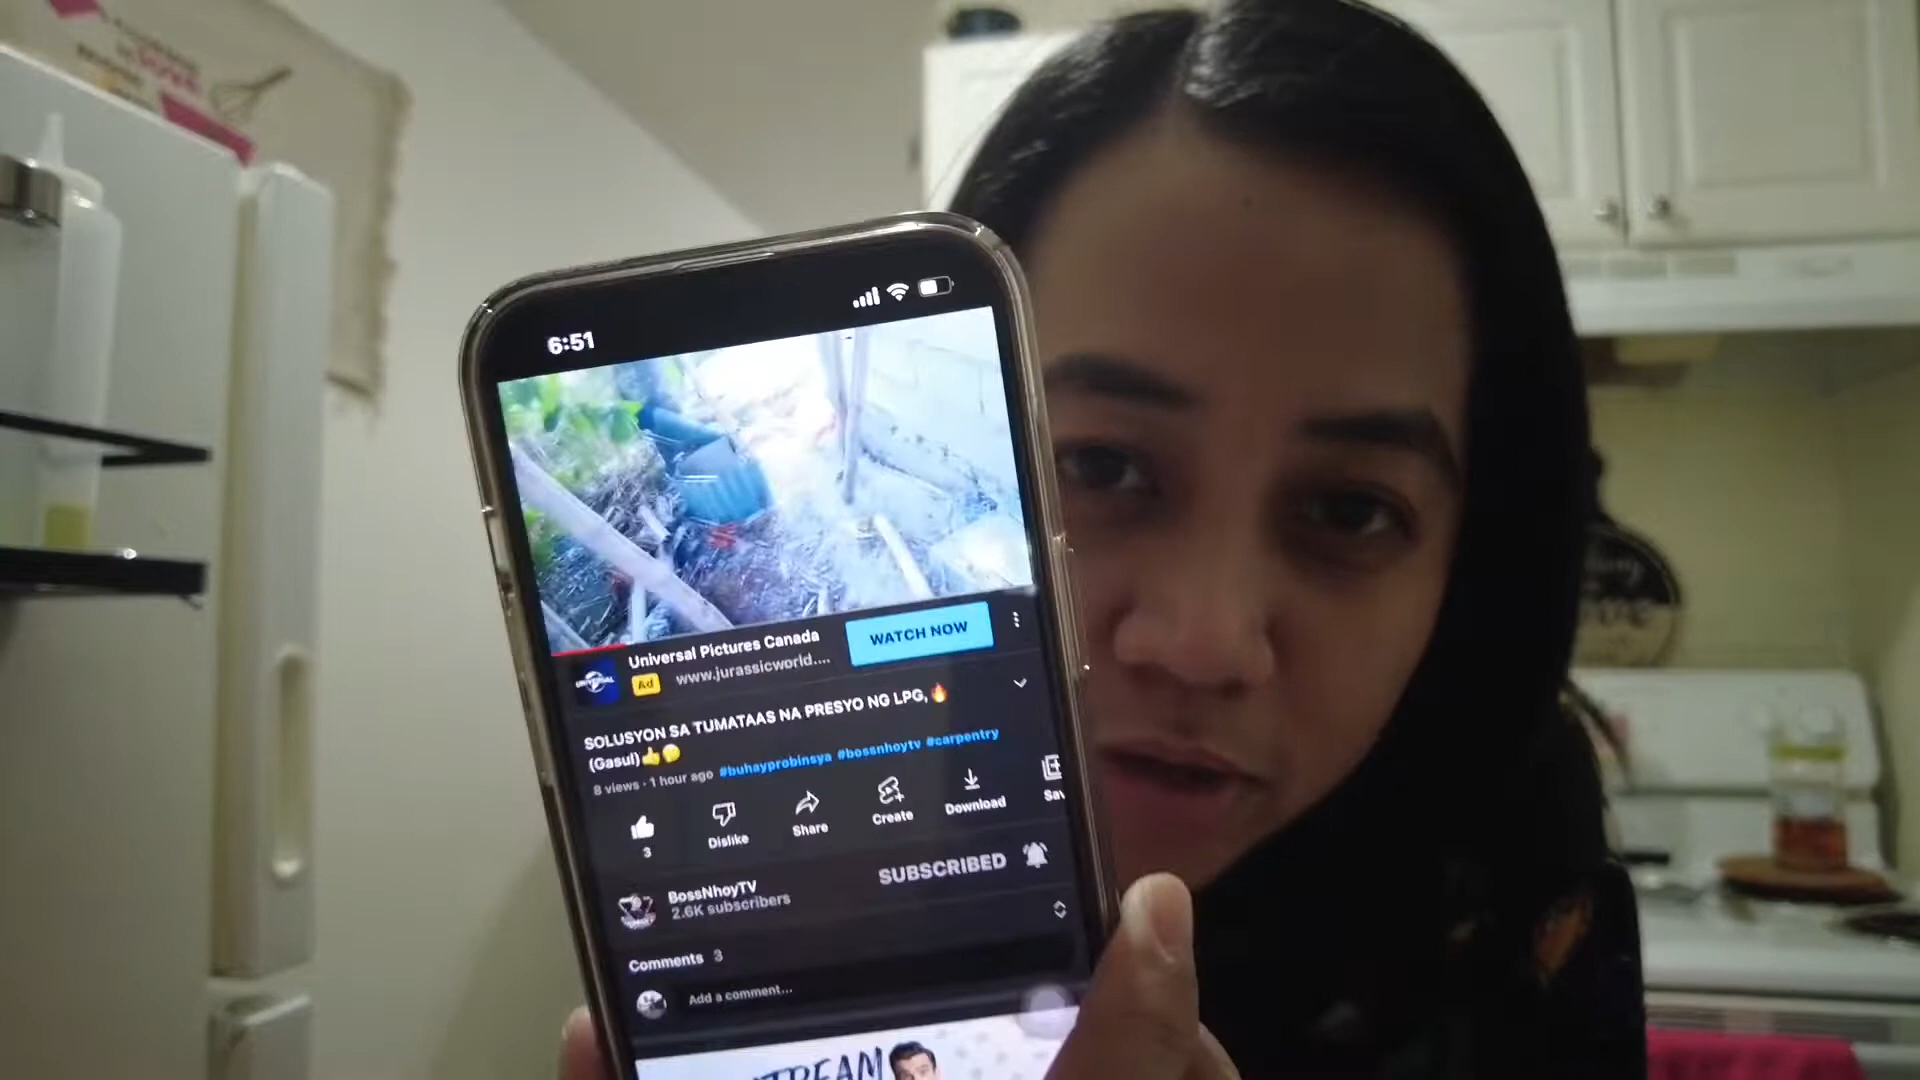 6:51
Universal Pictures Canada
WATCH NOW
UNIVERSAL
Ad www.jurassicworld....
SOLUSYON SA TUMATAAS NA PRESYO NG LPG,🔥
(Gasul)👍🤔
8 views · 1 hour ago #buhayprobinsya #bossnhoytv #carpentry
3 Dislike Share Create Download Sav
BossNhoyTV
2.6K subscribers
SUBSCRIBED
Comments 3
Add a comment...